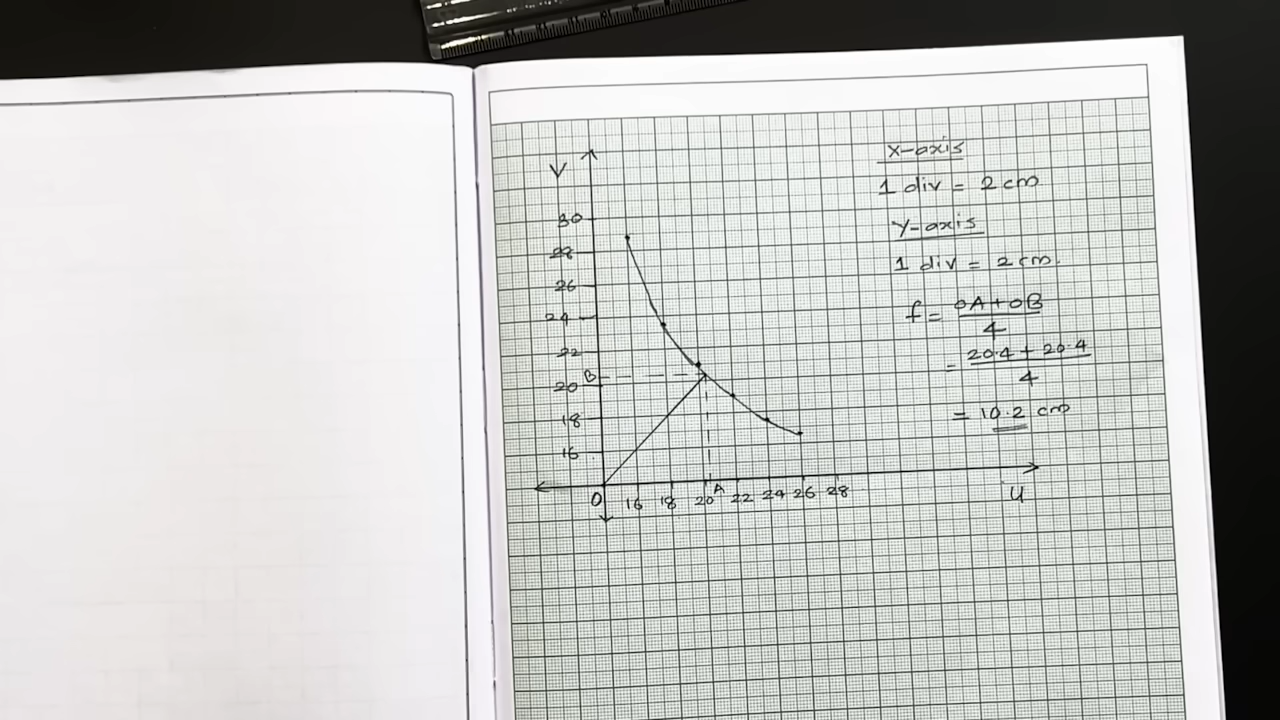 V
30
28
26
24
22
B
20
18
16
O 16 18 20 A 22 24 26 28
u
X-axis
1 div = 2 cm
Y-axis
1 div = 2 cm.
f = OA + OB
4
= 20.4 + 20.4
4
= 10.2 cm